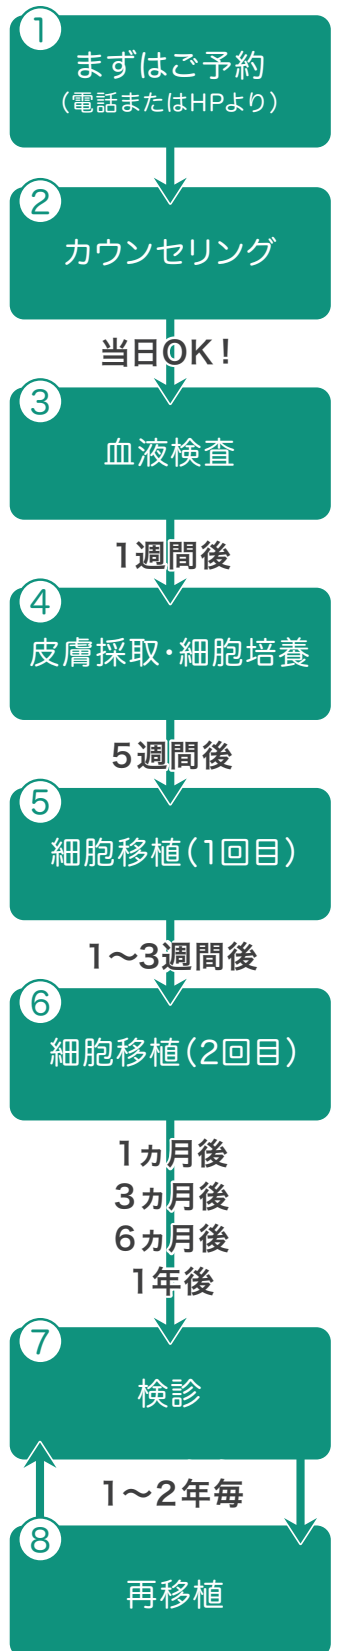 ①
まずはご予約
（電話またはHPより）
②
カウンセリング
当日OK！
③
血液検査
1週間後
④
皮膚採取・細胞培養
5週間後
⑤
細胞移植（1回目）
1〜3週間後
⑥
細胞移植（2回目）
1ヵ月後
3ヵ月後
6ヵ月後
1年後
⑦
検診
1〜2年毎
⑧
再移植